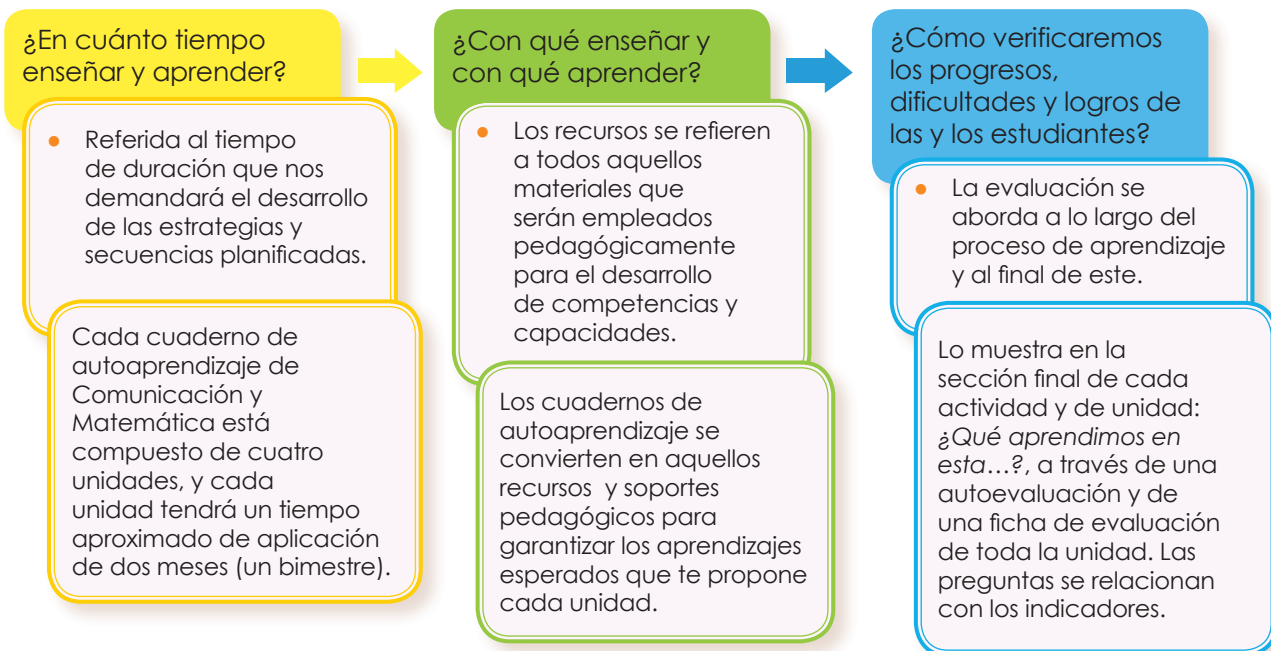 ¿En cuánto tiempo
enseñar y aprender?
● Referida al tiempo
de duración que nos
demandará el desarrollo
de las estrategias y
secuencias planificadas.
Cada cuaderno de
autoaprendizaje de
Comunicación y
Matemática está
compuesto de cuatro
unidades, y cada
unidad tendrá un tiempo
aproximado de aplicación
de dos meses (un bimestre).
¿Con qué enseñar y
con qué aprender?
● Los recursos se refieren
a todos aquellos
materiales que
serán empleados
pedagógicamente
para el desarrollo
de competencias y
capacidades.
Los cuadernos de
autoaprendizaje se
convierten en aquellos
recursos y soportes
pedagógicos para
garantizar los aprendizajes
esperados que te propone
cada unidad.
¿Cómo verificaremos
los progresos,
dificultades y logros de
las y los estudiantes?
● La evaluación se
aborda a lo largo del
proceso de aprendizaje
y al final de este.
Lo muestra en la
sección final de cada
actividad y de unidad:
¿Qué aprendimos en
esta…?, a través de una
autoevaluación y de
una ficha de evaluación
de toda la unidad. Las
preguntas se relacionan
con los indicadores.